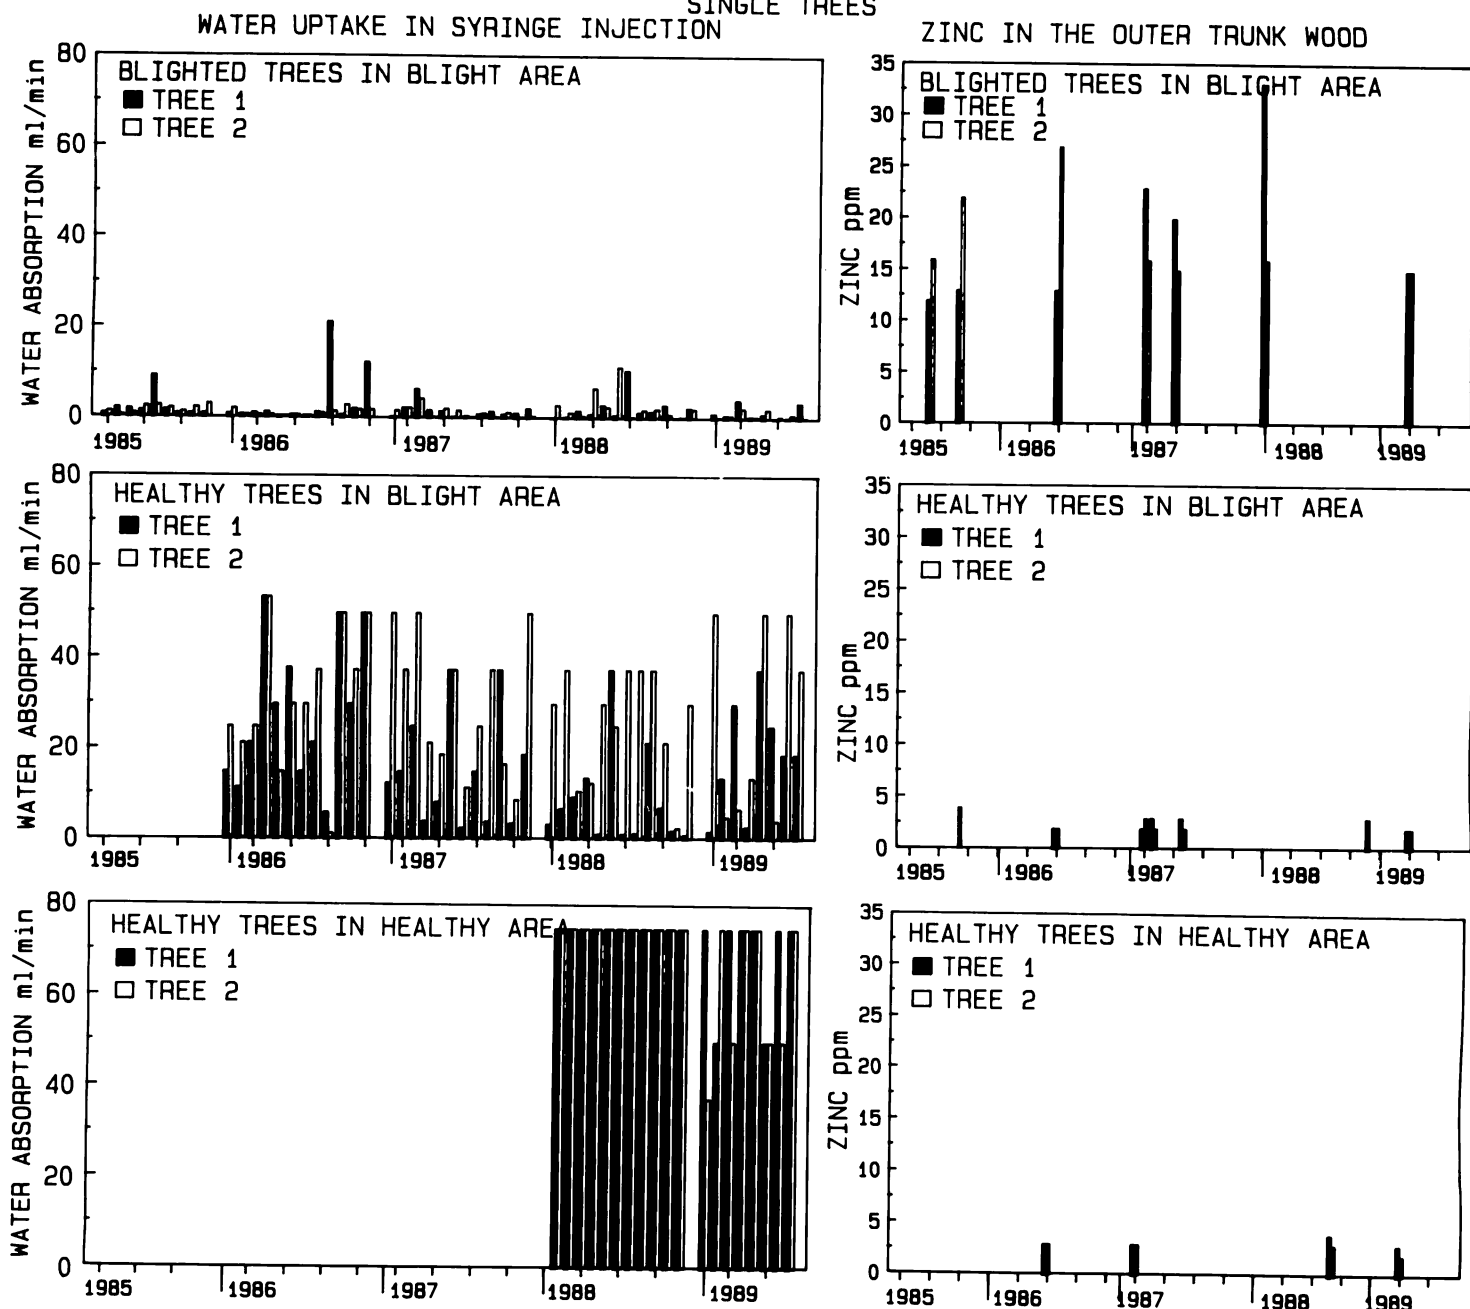 SINGLE TREES
WATER UPTAKE IN SYRINGE INJECTION
ZINC IN THE OUTER TRUNK WOOD
WATER ABSORPTION ml/min
80
60
40
20
0
BLIGHTED TREES IN BLIGHT AREA
TREE 1
TREE 2
1985 1986 1987 1988 1989
ZINC ppm
35
30
25
20
15
10
5
0
BLIGHTED TREES IN BLIGHT AREA
TREE 1
TREE 2
1985 1986 1987 1988 1989
WATER ABSORPTION ml/min
80
60
40
20
0
HEALTHY TREES IN BLIGHT AREA
TREE 1
TREE 2
1985 1986 1987 1988 1989
ZINC ppm
35
30
25
20
15
10
5
0
HEALTHY TREES IN BLIGHT AREA
TREE 1
TREE 2
1985 1986 1987 1988 1989
WATER ABSORPTION ml/min
80
60
40
20
0
HEALTHY TREES IN HEALTHY AREA
TREE 1
TREE 2
1985 1986 1987 1988 1989
ZINC ppm
35
30
25
20
15
10
5
0
HEALTHY TREES IN HEALTHY AREA
TREE 1
TREE 2
1985 1986 1987 1988 1989